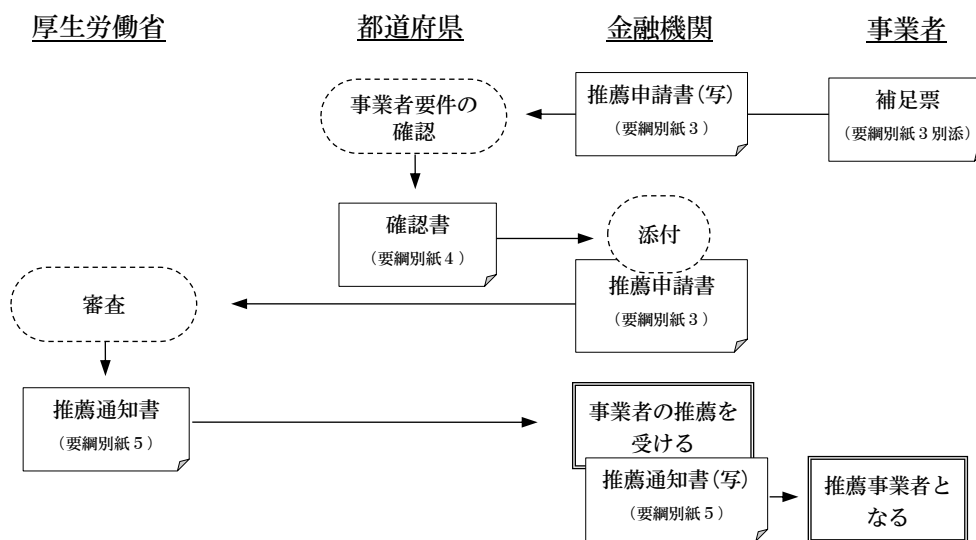 厚生労働省
都道府県
金融機関
事業者
事業者要件の
確認
推薦申請書(写)
(要綱別紙3)
補足票
(要綱別紙3別添)
確認書
(要綱別紙4)
添付
推薦申請書
(要綱別紙3)
審査
推薦通知書
(要綱別紙5)
事業者の推薦を
受ける
推薦通知書(写)
(要綱別紙5)
推薦事業者と
なる